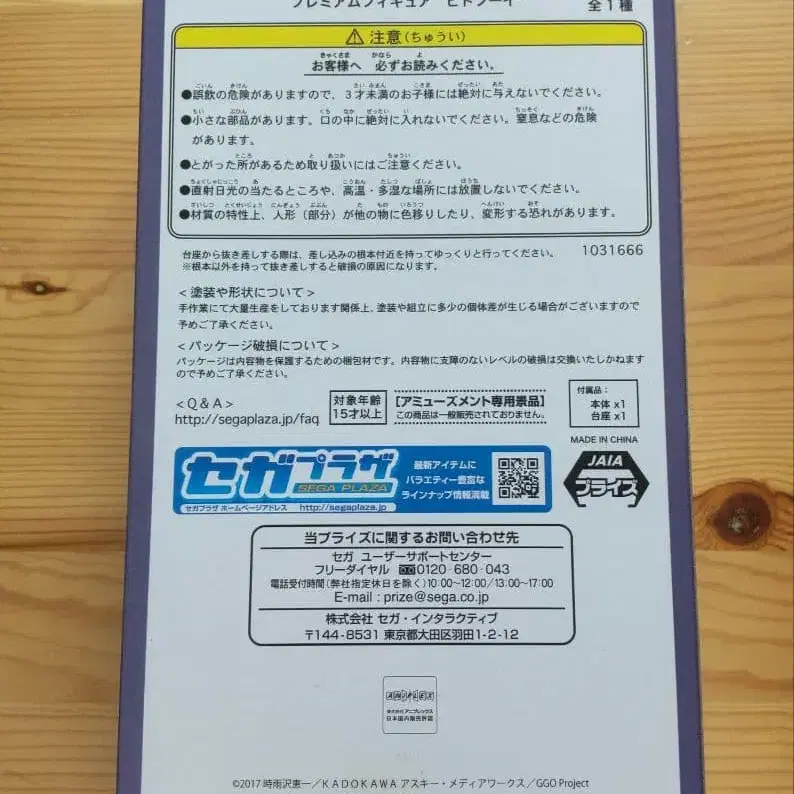 プレミアムフィギュア ピトフーイ
全1種
注意(ちゅうい)
お客様へ 必ずお読みください。
●誤飲の危険がありますので、3才未満のお子様には絶対に与えないでください。
●小さな部品があります。口の中に絶対に入れないでください。窒息などの危険
があります。
●とがった所があるため取り扱いにはご注意ください。
●直射日光の当たるところや、高温・多湿な場所には放置しないでください。
●材質の特性上、人形(部分)が他の物に色移りしたり、変形する恐れがあります。
台座から抜き差しする際は、差し込みの根本付近を持ってゆっくりと行ってください。 1031666
※根本以外を持って抜き差しすると破損の原因になります。
<塗装や形状について>
手作業にて大量生産をしております関係上、塗装や組立に多少の個体差が生じる場合がございますので
予めご了承ください。
<パッケージ破損について>
パッケージは内容物を保護するための梱包材です。内容物に支障のないレベルの破損は交換いたしかねます
ので予めご了承ください。
<Q&A>
http://segaplaza.jp/faq
対象年齢
15才以上
[アミューズメント専用景品]
この商品は一般販売されておりません。
付属品:
本体 x1
台座 x1
MADE IN CHINA
JAIA
プライズ
セガプラザ
SEGA PLAZA
セガプラザ ホームページアドレス http://segaplaza.jp
最新アイテムに
バラエティー豊富な
ラインナップ情報満載
当プライズに関するお問い合わせ先
セガ ユーザーサポートセンター
フリーダイヤル 0120-680-043
電話受付時間(弊社指定休日を除く)10:00~12:00/13:00~17:00
E-mail : prize@sega.co.jp
株式会社 セガ・インタラクティブ
〒144-8531 東京都大田区羽田1-2-12
ANIPLEX
株式会社アニプレックス
日本国内販売許諾
©2017 時雨沢恵一/KADOKAWA アスキー・メディアワークス/GGO Project